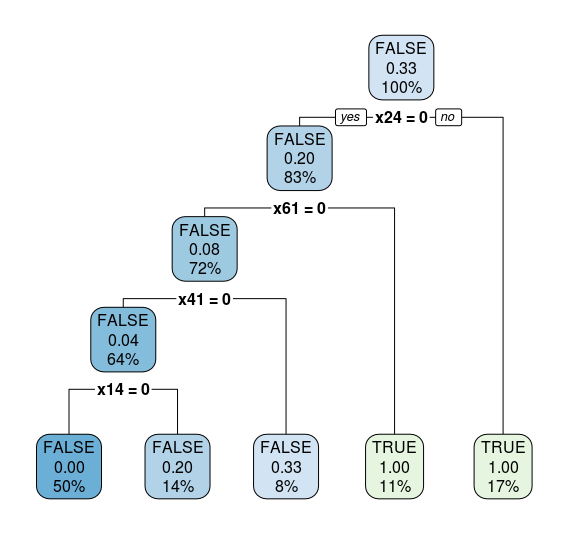 FALSE
0.33
100%
yes x24 = 0 no
FALSE
0.20
83%
x61 = 0
FALSE
0.08
72%
x41 = 0
FALSE
0.04
64%
x14 = 0
FALSE
0.00
50%
FALSE
0.20
14%
FALSE
0.33
8%
TRUE
1.00
11%
TRUE
1.00
17%